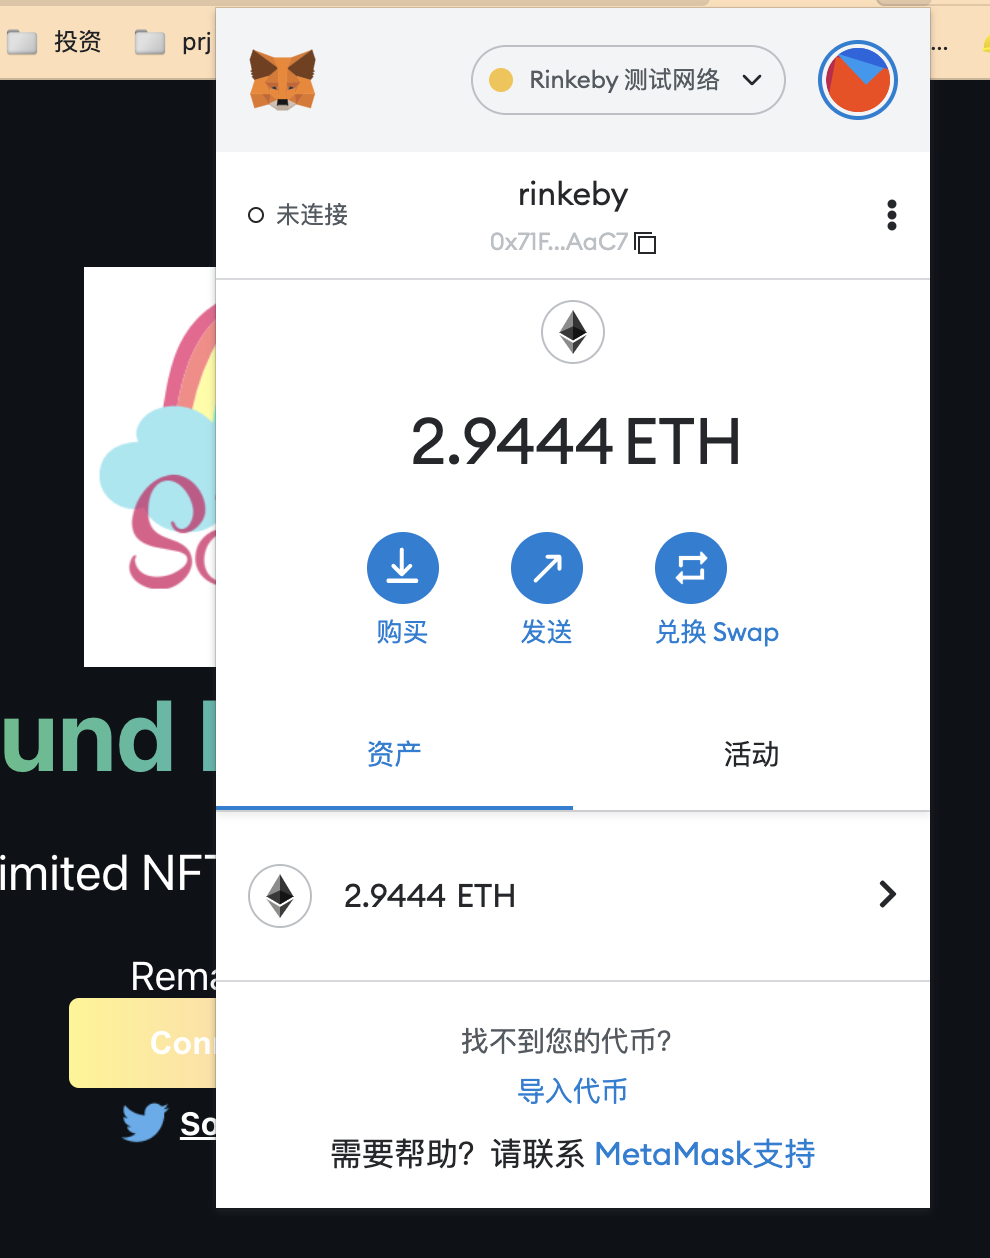 投资
prj
...
Rinkeby 测试网络
未连接
rinkeby
0x71F...AaC7
2.9444 ETH
购买
发送
兑换 Swap
und
资产
活动
imited NFT
2.9444 ETH
Rema
Conn
找不到您的代币?
导入代币
So
需要帮助? 请联系 MetaMask支持